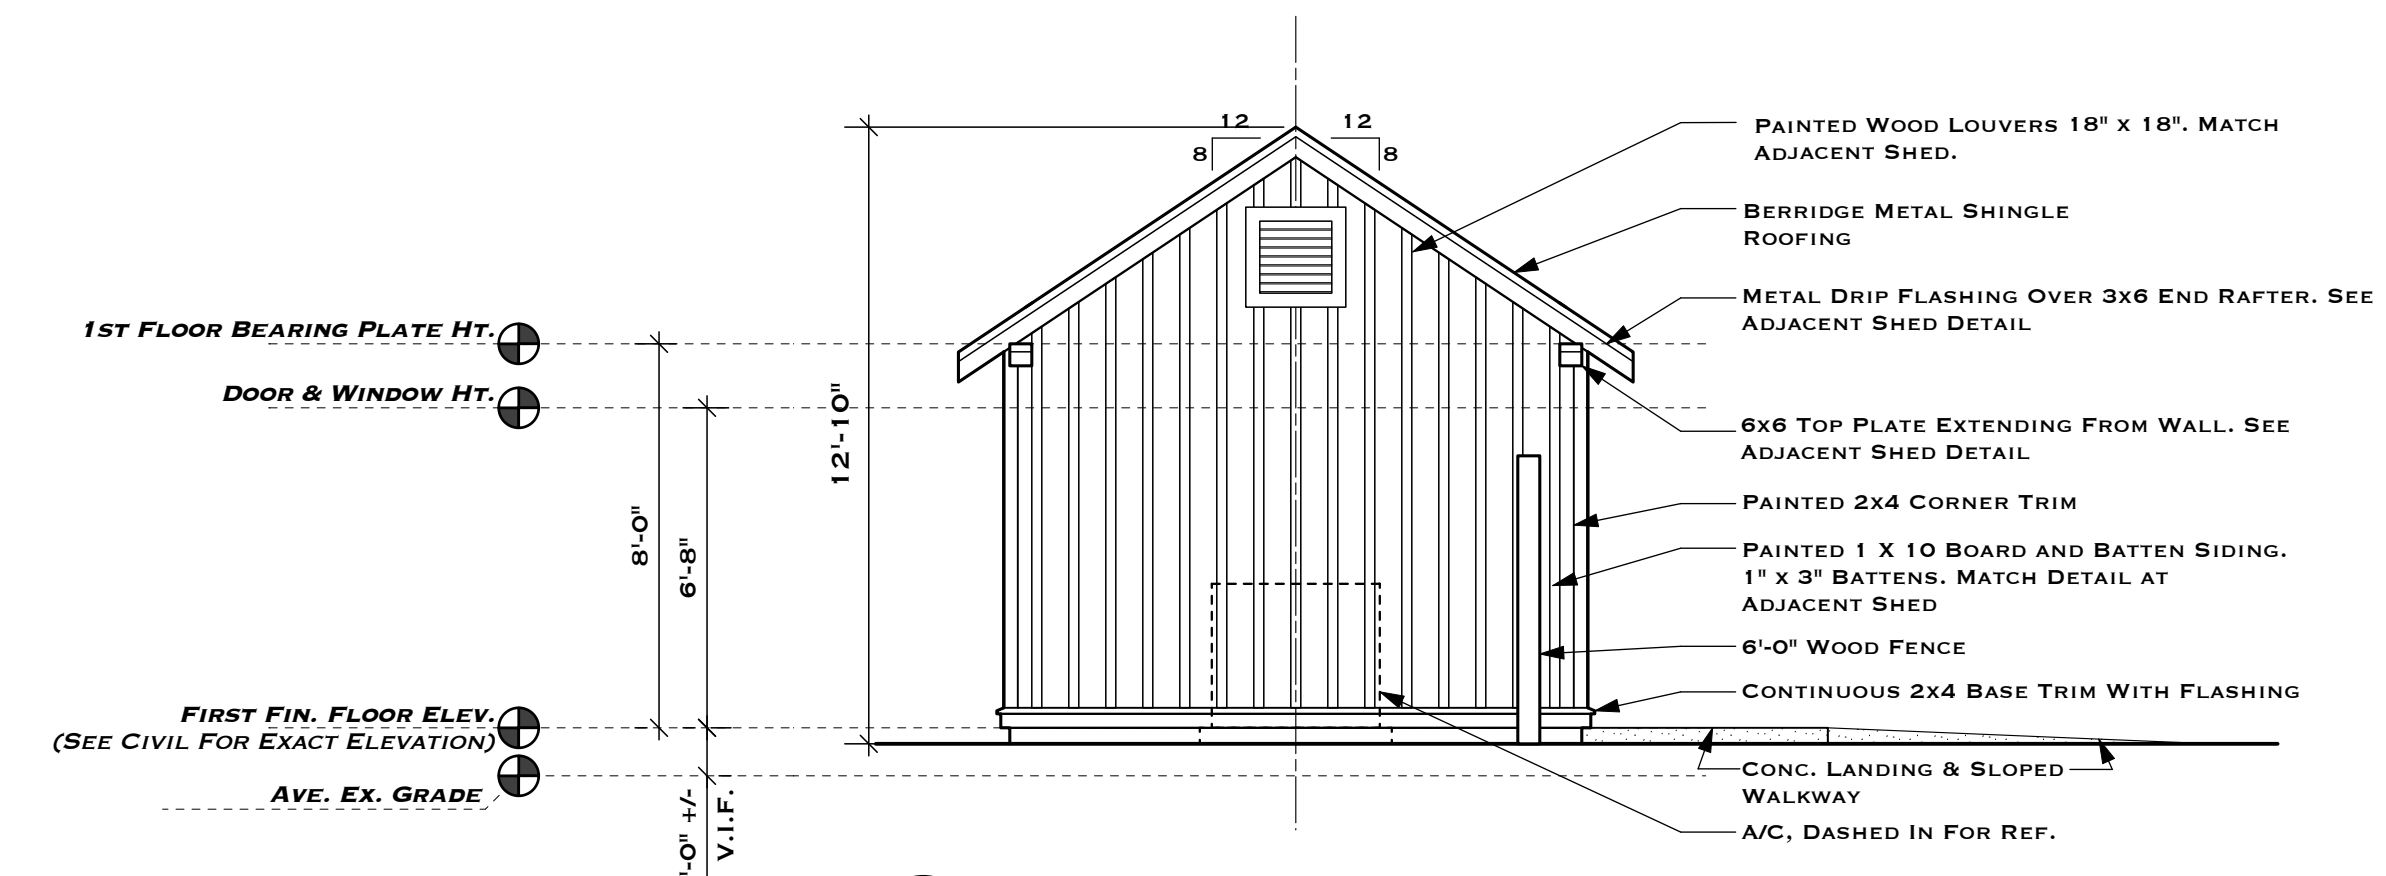 12
12
8
8
PAINTED WOOD LOUVERS 18" X 18". MATCH
ADJACENT SHED.
BERRIDGE METAL SHINGLE
ROOFING
METAL DRIP FLASHING OVER 3X6 END RAFTER. SEE
ADJACENT SHED DETAIL
1ST FLOOR BEARING PLATE HT.
DOOR & WINDOW HT.
12'-10"
8'-0"
6'-8"
6X6 TOP PLATE EXTENDING FROM WALL. SEE
ADJACENT SHED DETAIL
PAINTED 2X4 CORNER TRIM
PAINTED 1 X 10 BOARD AND BATTEN SIDING.
1" X 3" BATTENS. MATCH DETAIL AT
ADJACENT SHED
6'-0" WOOD FENCE
CONTINUOUS 2X4 BASE TRIM WITH FLASHING
FIRST FIN. FLOOR ELEV.
(SEE CIVIL FOR EXACT ELEVATION)
AVE. EX. GRADE
'-0" +/-
V.I.F.
CONC. LANDING & SLOPED
WALKWAY
A/C, DASHED IN FOR REF.